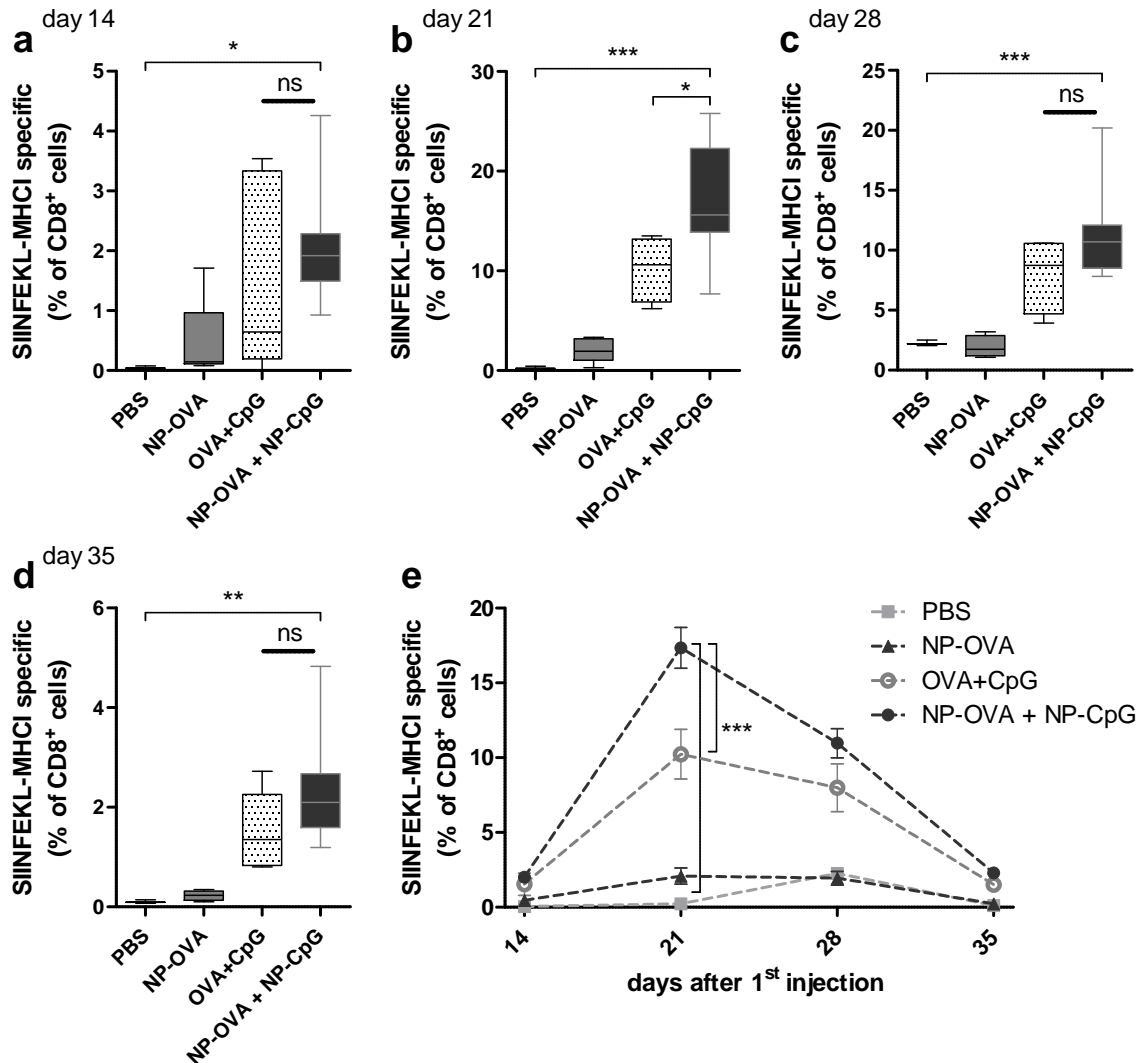 day 14
a
*
ns
SIINFEKL-MHCI specific
(% of CD8⁺ cells)
5
4
3
2
1
0
PBS
NP-OVA
OVA+CpG
NP-OVA + NP-CpG
day 21
b
***
*
SIINFEKL-MHCI specific
(% of CD8⁺ cells)
30
20
10
0
PBS
NP-OVA
OVA+CpG
NP-OVA + NP-CpG
day 28
c
***
ns
SIINFEKL-MHCI specific
(% of CD8⁺ cells)
25
20
15
10
5
0
PBS
NP-OVA
OVA+CpG
NP-OVA + NP-CpG
day 35
d
**
ns
SIINFEKL-MHCI specific
(% of CD8⁺ cells)
6
4
2
0
PBS
NP-OVA
OVA+CpG
NP-OVA + NP-CpG
e
SIINFEKL-MHCI specific
(% of CD8⁺ cells)
20
15
10
5
0
***
PBS
NP-OVA
OVA+CpG
NP-OVA + NP-CpG
14
21
28
35
days after 1ˢᵗ injection